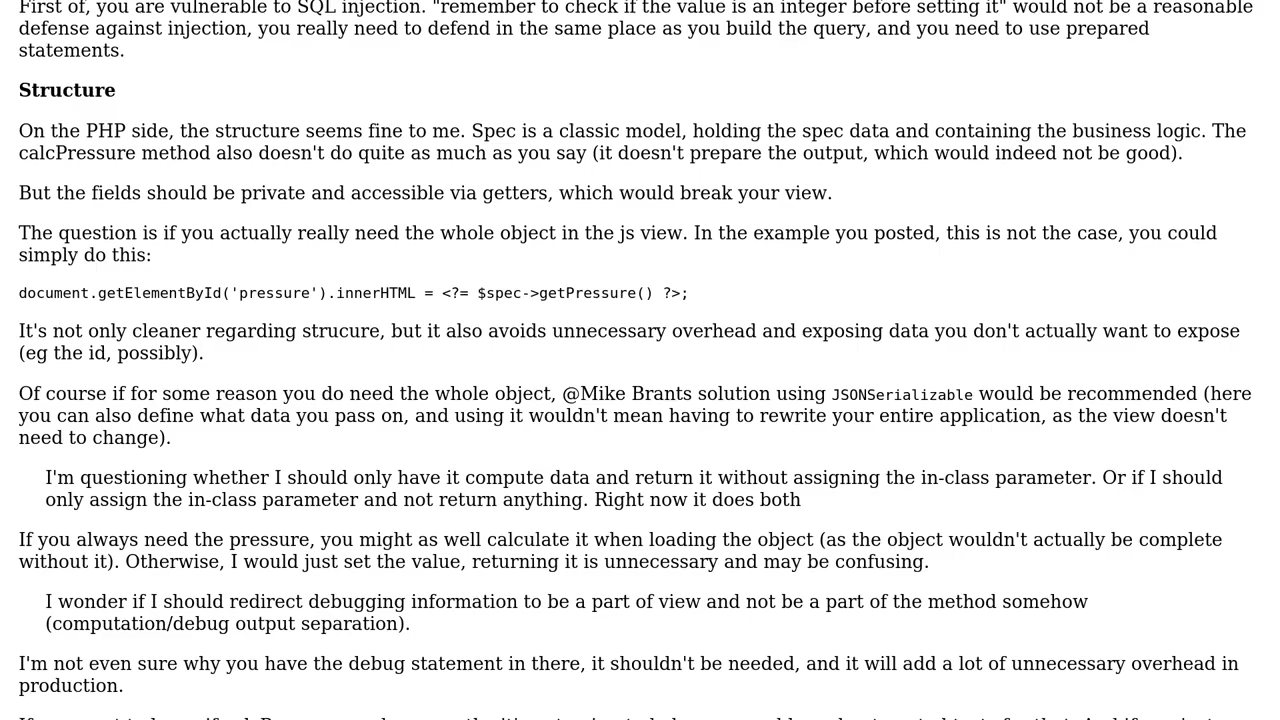 First of, you are vulnerable to SQL injection. "remember to check if the value is an integer before setting it" would not be a reasonable
defense against injection, you really need to defend in the same place as you build the query, and you need to use prepared
statements.
Structure
On the PHP side, the structure seems fine to me. Spec is a classic model, holding the spec data and containing the business logic. The
calcPressure method also doesn't do quite as much as you say (it doesn't prepare the output, which would indeed not be good).
But the fields should be private and accessible via getters, which would break your view.
The question is if you actually really need the whole object in the js view. In the example you posted, this is not the case, you could
simply do this:
document.getElementById('pressure').innerHTML = <?= $spec->getPressure() ?>;
It's not only cleaner regarding strucure, but it also avoids unnecessary overhead and exposing data you don't actually want to expose
(eg the id, possibly).
Of course if for some reason you do need the whole object, @Mike Brants solution using JSONSerializable would be recommended (here
you can also define what data you pass on, and using it wouldn't mean having to rewrite your entire application, as the view doesn't
need to change).
I'm questioning whether I should only have it compute data and return it without assigning the in-class parameter. Or if I should
only assign the in-class parameter and not return anything. Right now it does both
If you always need the pressure, you might as well calculate it when loading the object (as the object wouldn't actually be complete
without it). Otherwise, I would just set the value, returning it is unnecessary and may be confusing.
I wonder if I should redirect debugging information to be a part of view and not be a part of the method somehow
(computation/debug output separation).
I'm not even sure why you have the debug statement in there, it shouldn't be needed, and it will add a lot of unnecessary overhead in
production.